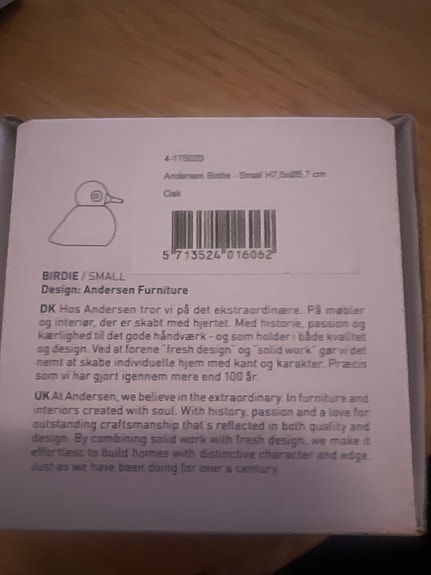 4-175020
Andersen Birdie - Small H7,5xØ5,7 cm
Oak
5 713524 016062
BIRDIE / SMALL
Design: Andersen Furniture
DK Hos Andersen tror vi på det ekstraordinære. På møbler
og interiør, der er skabt med hjertet. Med historie, passion og
kærlighed til det gode håndværk - og som holder i både kvalitet
og design. Ved at forene "fresh design" og "solid work" gør vi det
nemt at skabe individuelle hjem med kant og karakter. Præcis
som vi har gjort igennem mere end 100 år.
UK At Andersen, we believe in the extraordinary. In furniture and
interiors created with soul. With history, passion and a love for
outstanding craftsmanship that's reflected in both quality and
design. By combining solid work with fresh design, we make it
effortless to build homes with distinctive character and edge.
Just as we have been doing for over a century.